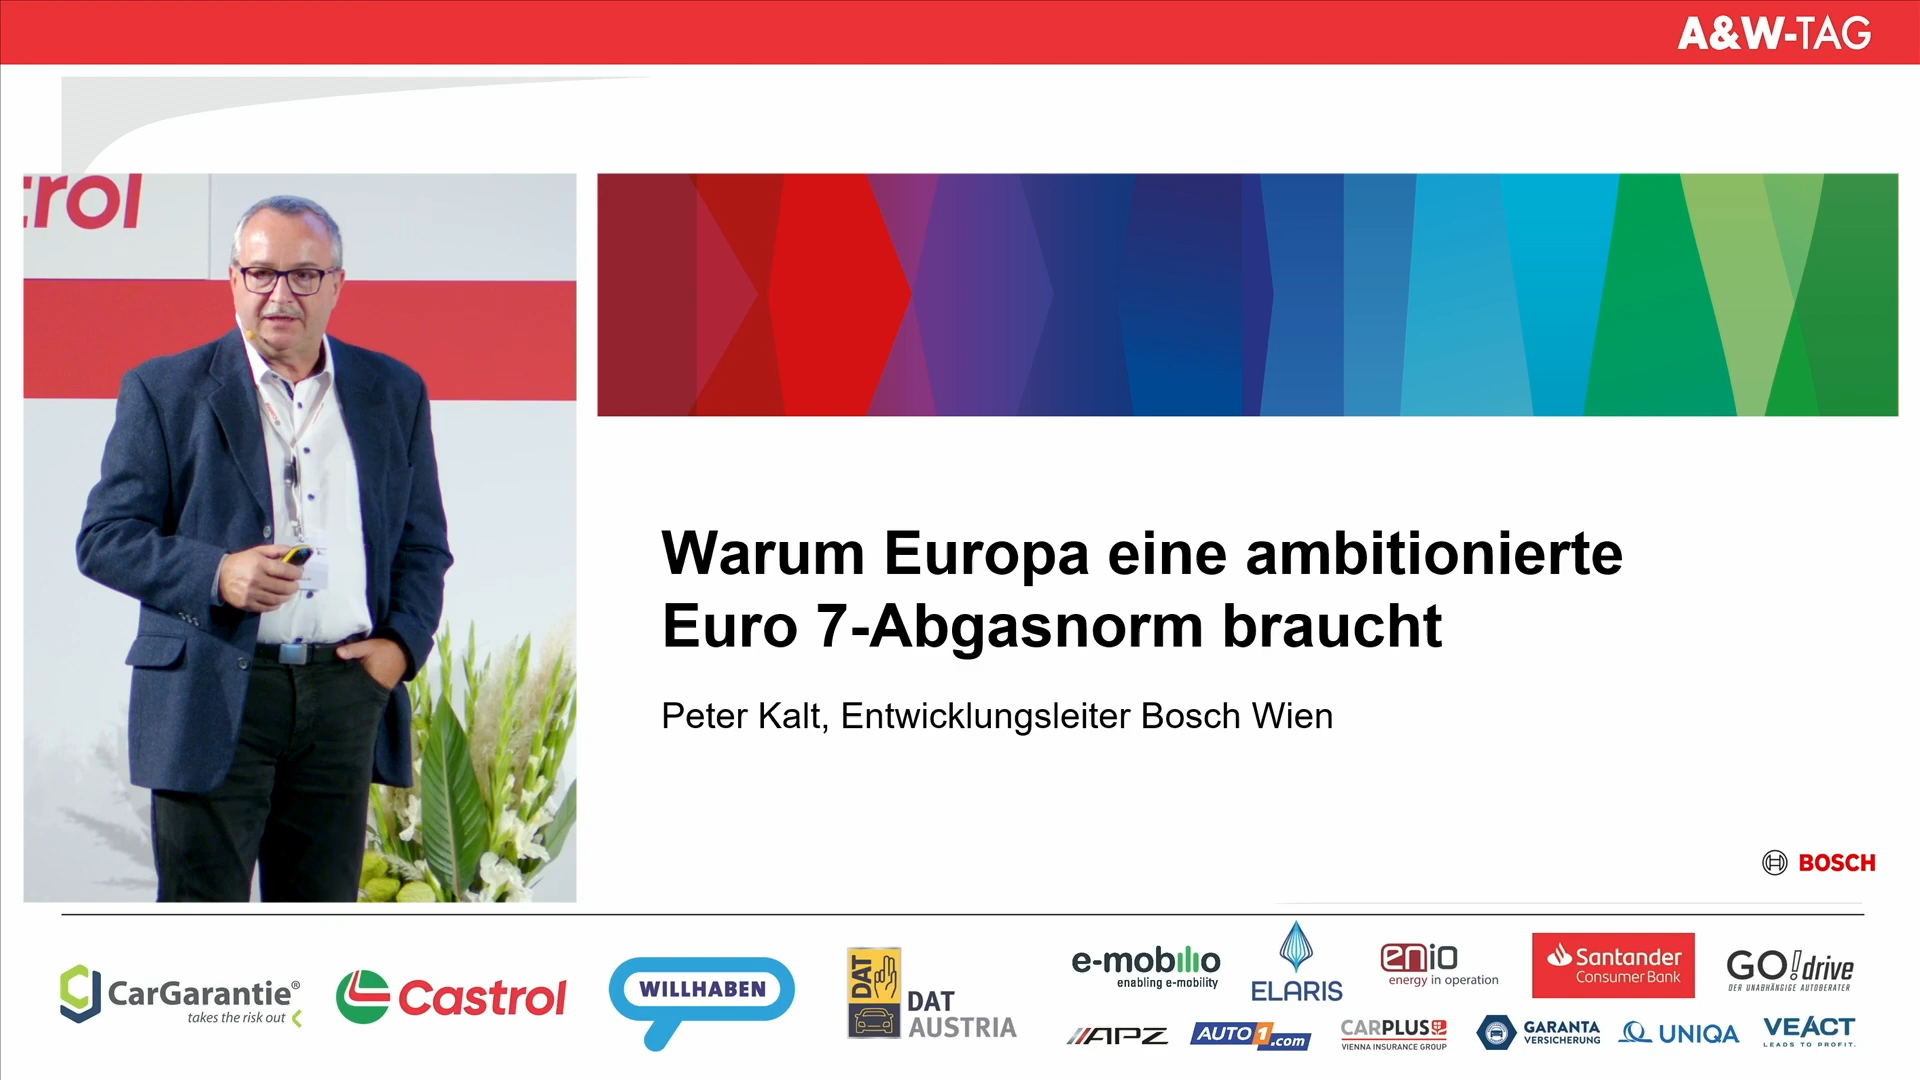 A&W-TAG
trol
Warum Europa eine ambitionierte
Euro 7-Abgasnorm braucht
Peter Kalt, Entwicklungsleiter Bosch Wien
BOSCH
CarGarantie®
takes the risk out
Castrol
WILLHABEN
DAT
DAT
AUSTRIA
e-mobilio
enabling e-mobility
ELARIS
enio
energy in operation
Santander
Consumer Bank
GO!drive
DER UNABHÄNGIGE AUTOBERATER
APZ
AUTO1.com
CARPLUS
VIENNA INSURANCE GROUP
GARANTA
VERSICHERUNG
UNIQA
VEACT
LEADS TO PROFIT.